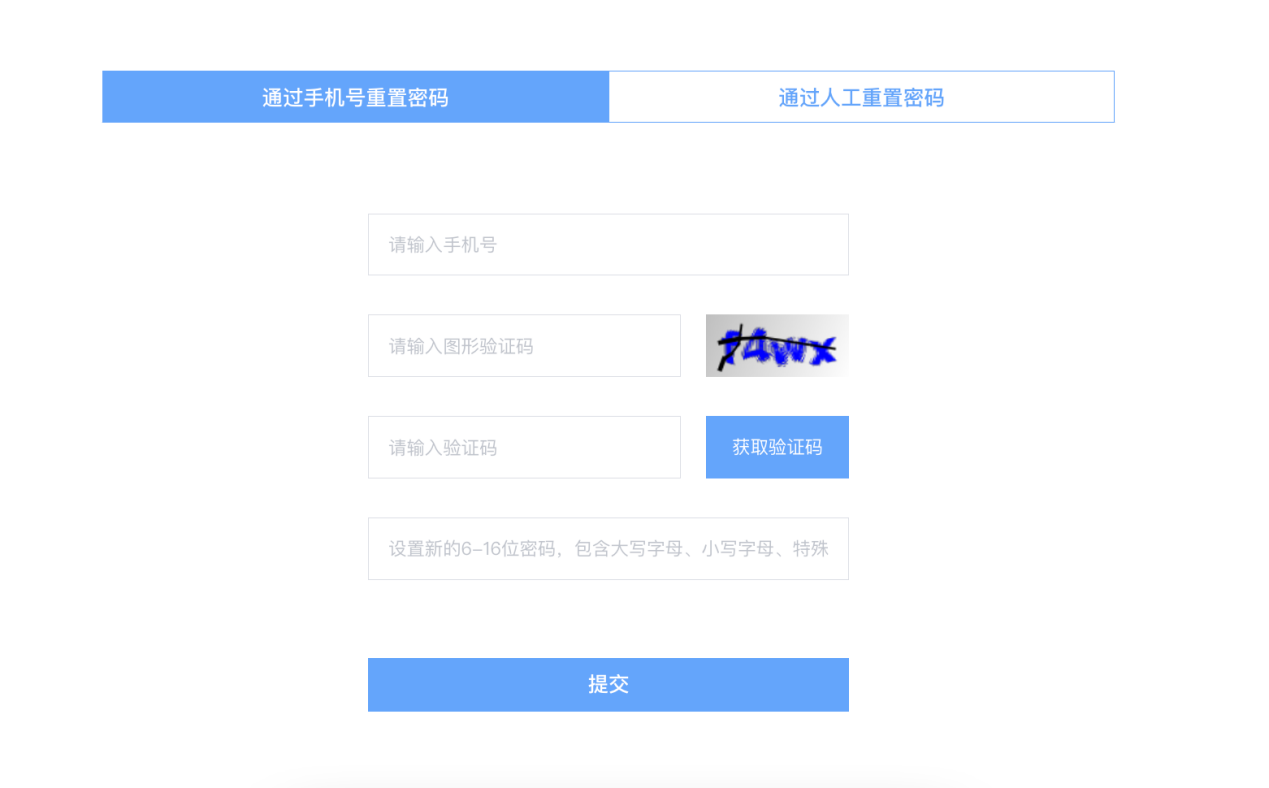 通过手机号重置密码
通过人工重置密码
请输入手机号
请输入图形验证码
请输入验证码
获取验证码
设置新的6-16位密码，包含大写字母、小写字母、特殊
提交